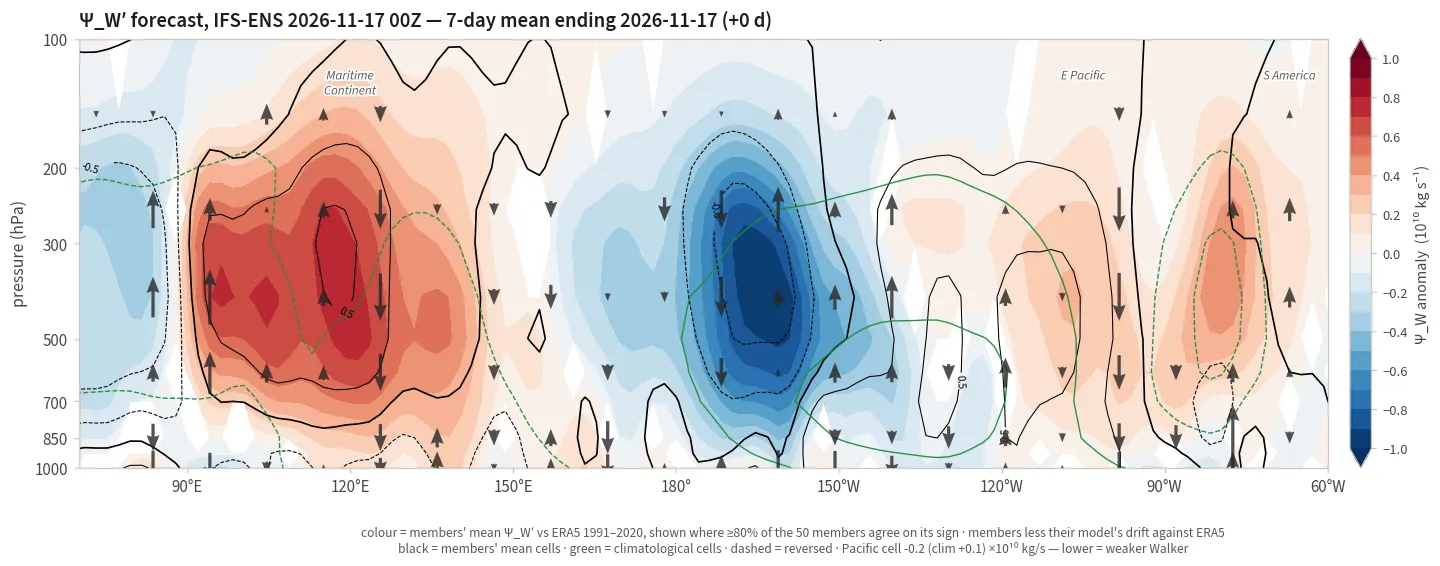 Ψ_W′ forecast, IFS-ENS 2026-11-17 00Z — 7-day mean ending 2026-11-17 (+0 d)
100
200
300
400
500
700
850
1000
pressure (hPa)
Maritime
Continent
E Pacific
S America
0.5
0.5
0.5
90°E
120°E
150°E
180°
150°W
120°W
90°W
60°W
1.0
0.8
0.6
0.4
0.2
0.0
−0.2
−0.4
−0.6
−0.8
−1.0
Ψ_W anomaly (10¹⁰ kg s⁻¹)
colour = members' mean Ψ_W′ vs ERA5 1991–2020, shown where ≥80% of the 50 members agree on its sign · members less their model's drift against ERA5
black = members' mean cells · green = climatological cells · dashed = reversed · Pacific cell -0.2 (clim +0.1) ×10¹⁰ kg/s — lower = weaker Walker